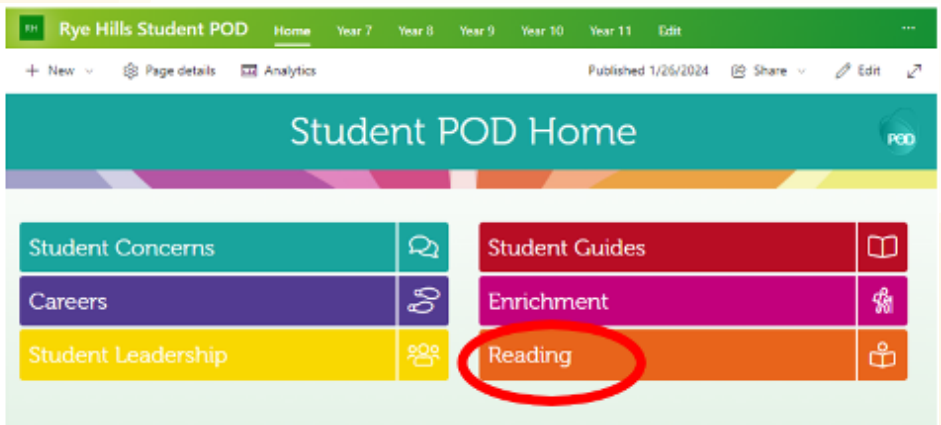 RH Rye Hills Student POD Home Year 7 Year 8 Year 9 Year 10 Year 11 Edit ...
+ New Page details Analytics Published 1/26/2024 Share Edit
Student POD Home
POD
Student Concerns
Student Guides
Careers
Enrichment
Student Leadership
Reading